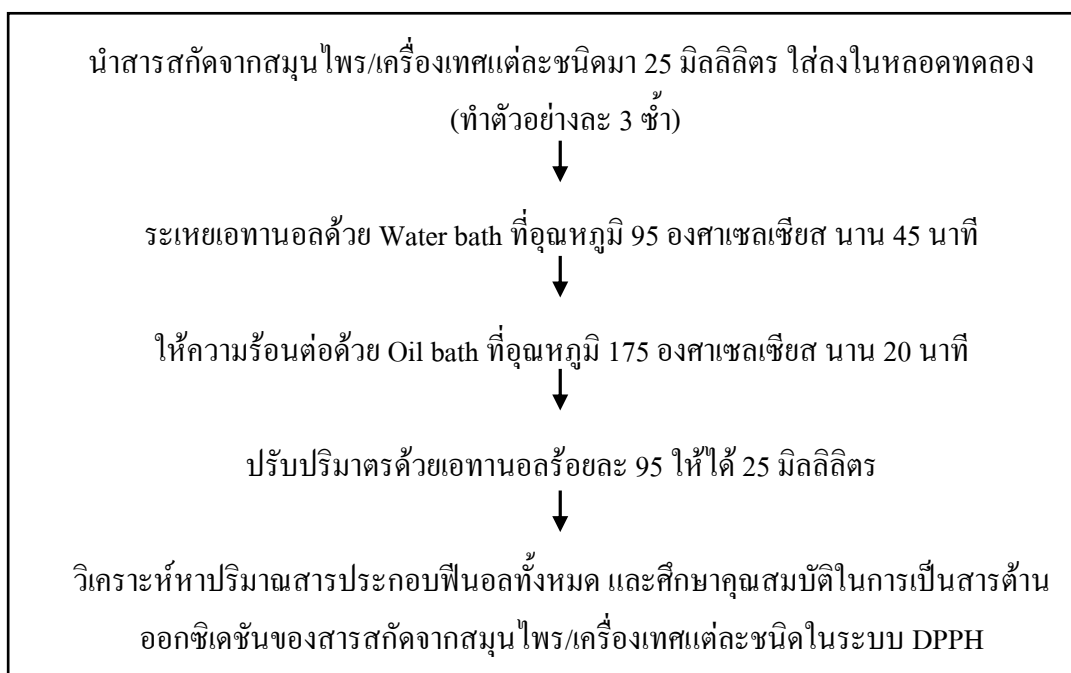 นำสารสกัดจากสมุนไพร/เครื่องเทศแต่ละชนิดมา 25 มิลลิลิตร ใส่ลงในหลอดทดลอง
(ทำตัวอย่างละ 3 ซ้ำ)
ระเหยเอทานอลด้วย Water bath ที่อุณหภูมิ 95 องศาเซลเซียส นาน 45 นาที
ให้ความร้อนต่อด้วย Oil bath ที่อุณหภูมิ 175 องศาเซลเซียส นาน 20 นาที
ปรับปริมาตรด้วยเอทานอลร้อยละ 95 ให้ได้ 25 มิลลิลิตร
วิเคราะห์หาปริมาณสารประกอบฟีนอลทั้งหมด และศึกษาคุณสมบัติในการเป็นสารต้าน
ออกซิเดชันของสารสกัดจากสมุนไพร/เครื่องเทศแต่ละชนิดในระบบ DPPH